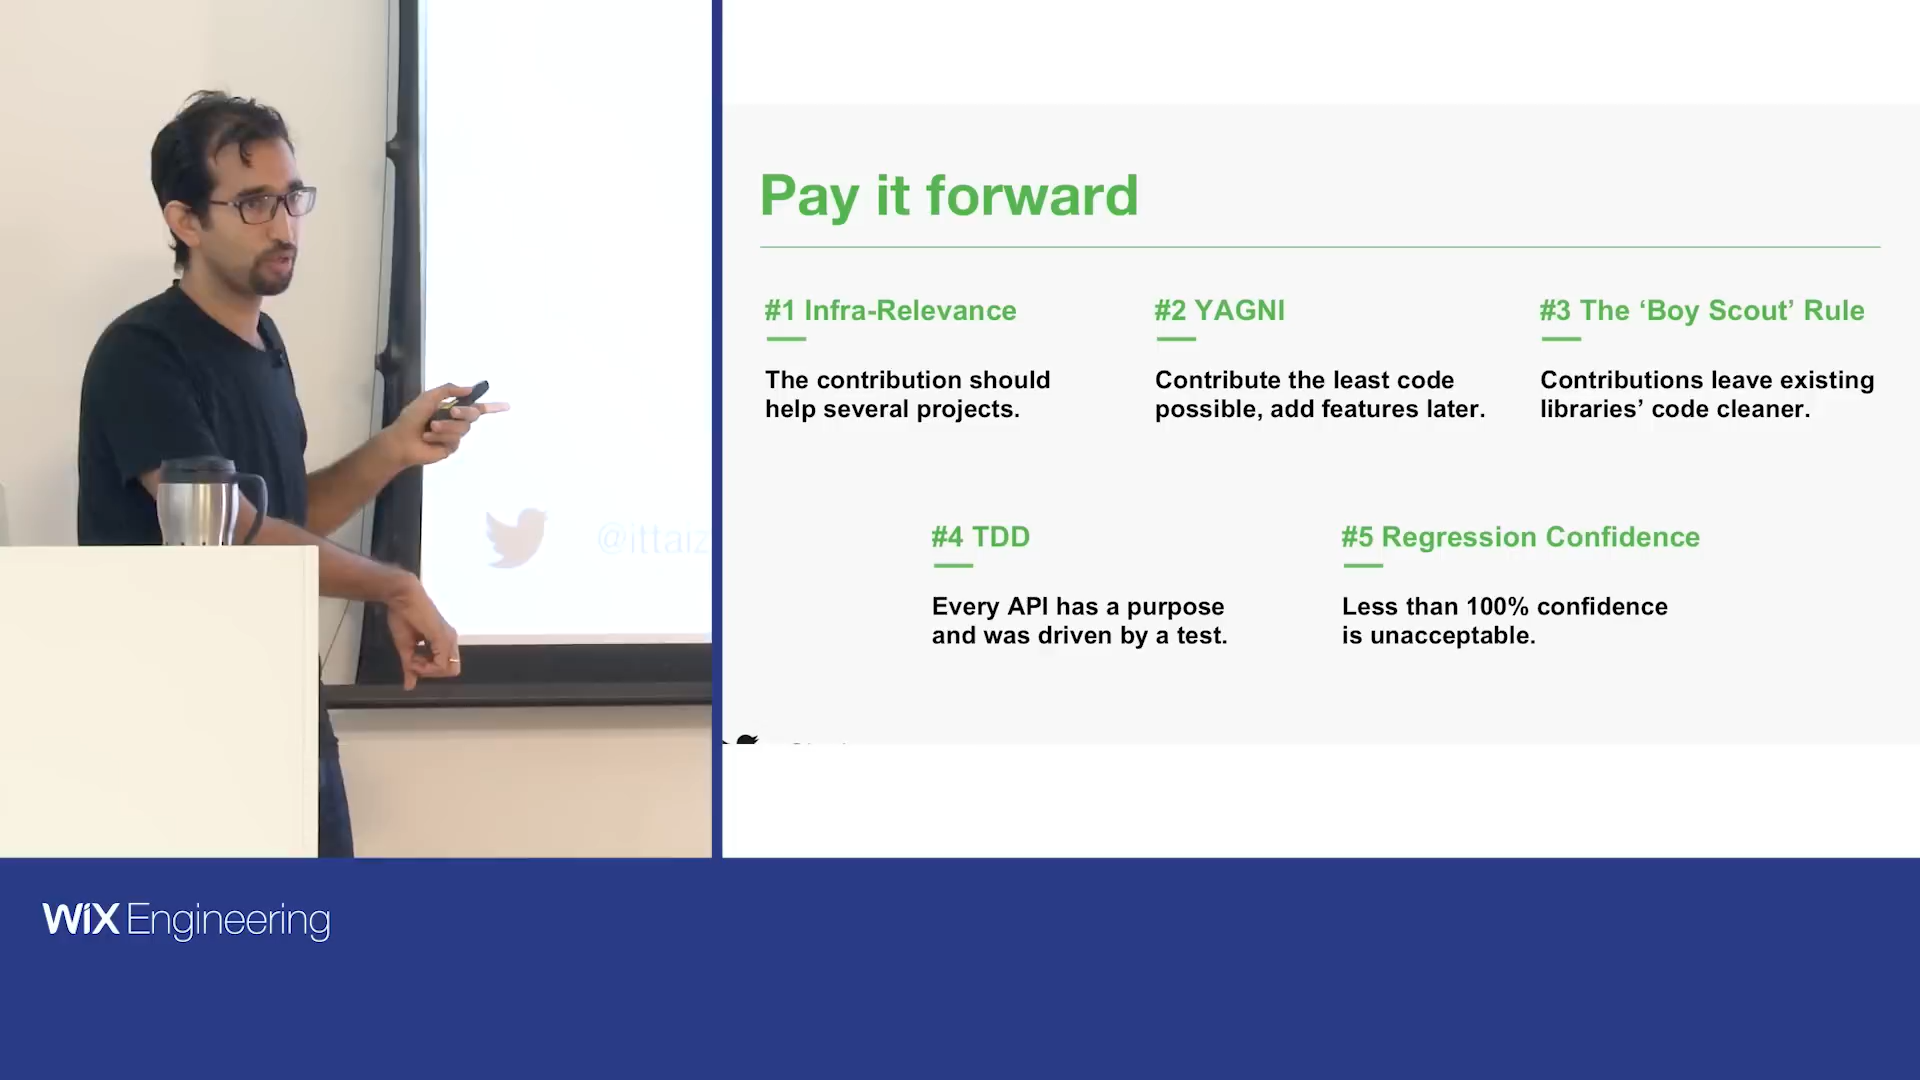 Pay it forward
#1 Infra-Relevance
The contribution should
help several projects.
#2 YAGNI
Contribute the least code
possible, add features later.
#3 The ‘Boy Scout’ Rule
Contributions leave existing
libraries’ code cleaner.
#4 TDD
Every API has a purpose
and was driven by a test.
#5 Regression Confidence
Less than 100% confidence
is unacceptable.
@ittaiz
WiX Engineering